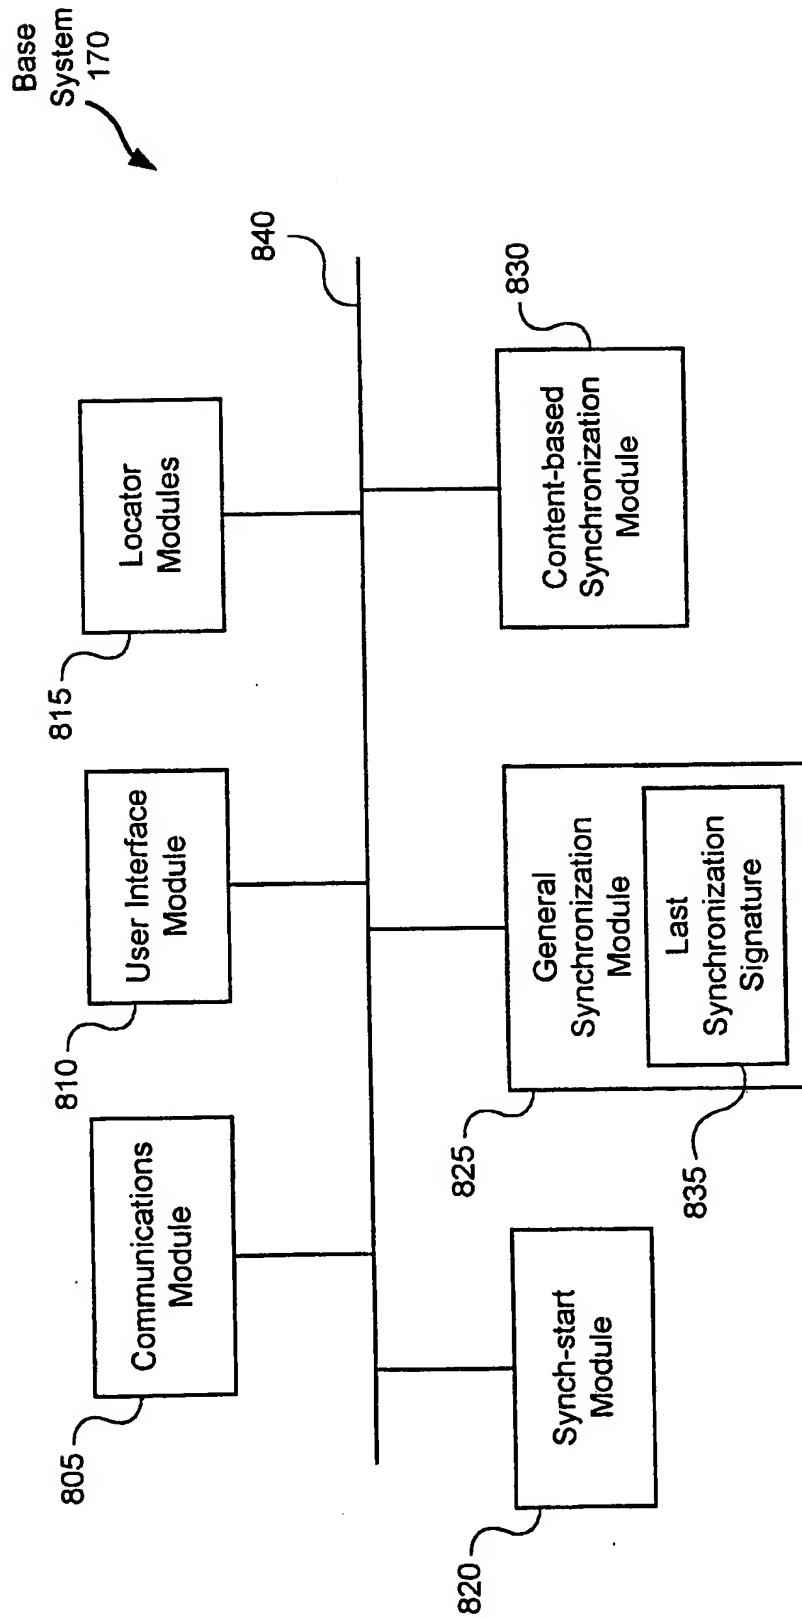 Base
System
170
805
Communications
Module
810
User Interface
Module
815
Locator
Modules
840
820
Synch-start
Module
825
General
Synchronization
Module
835
Last
Synchronization
Signature
830
Content-based
Synchronization
Module